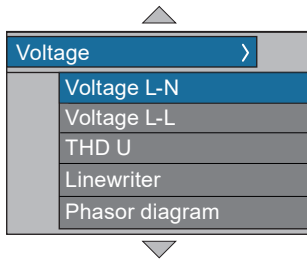 Voltage
Voltage L-N
Voltage L-L
THD U
Linewriter
Phasor diagram